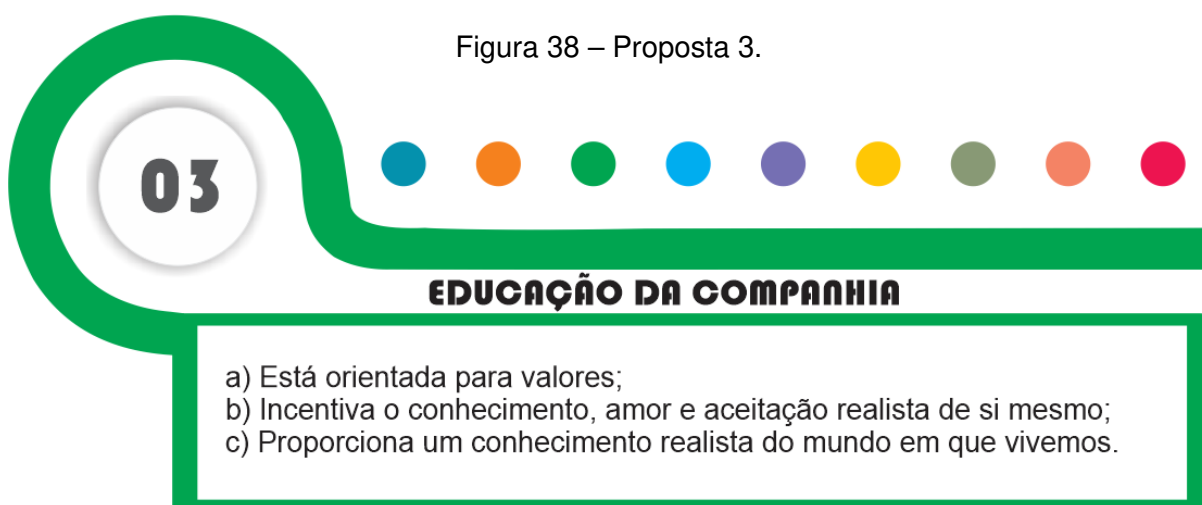 Figura 38 – Proposta 3.
03
EDUCAÇÃO DA COMPANHIA
a) Está orientada para valores;
b) Incentiva o conhecimento, amor e aceitação realista de si mesmo;
c) Proporciona um conhecimento realista do mundo em que vivemos.